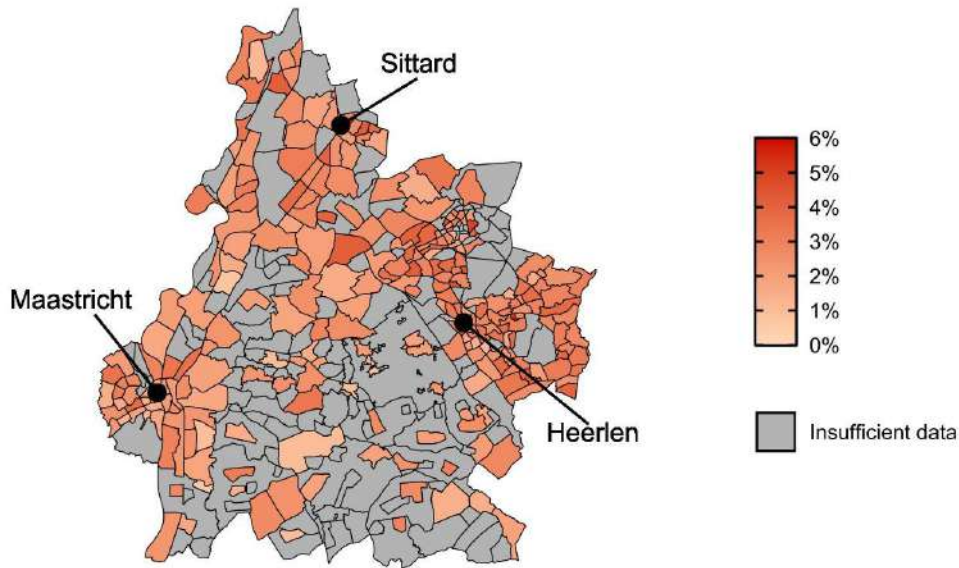 Sittard
Maastricht
Heerlen
6%
5%
4%
3%
2%
1%
0%
Insufficient data